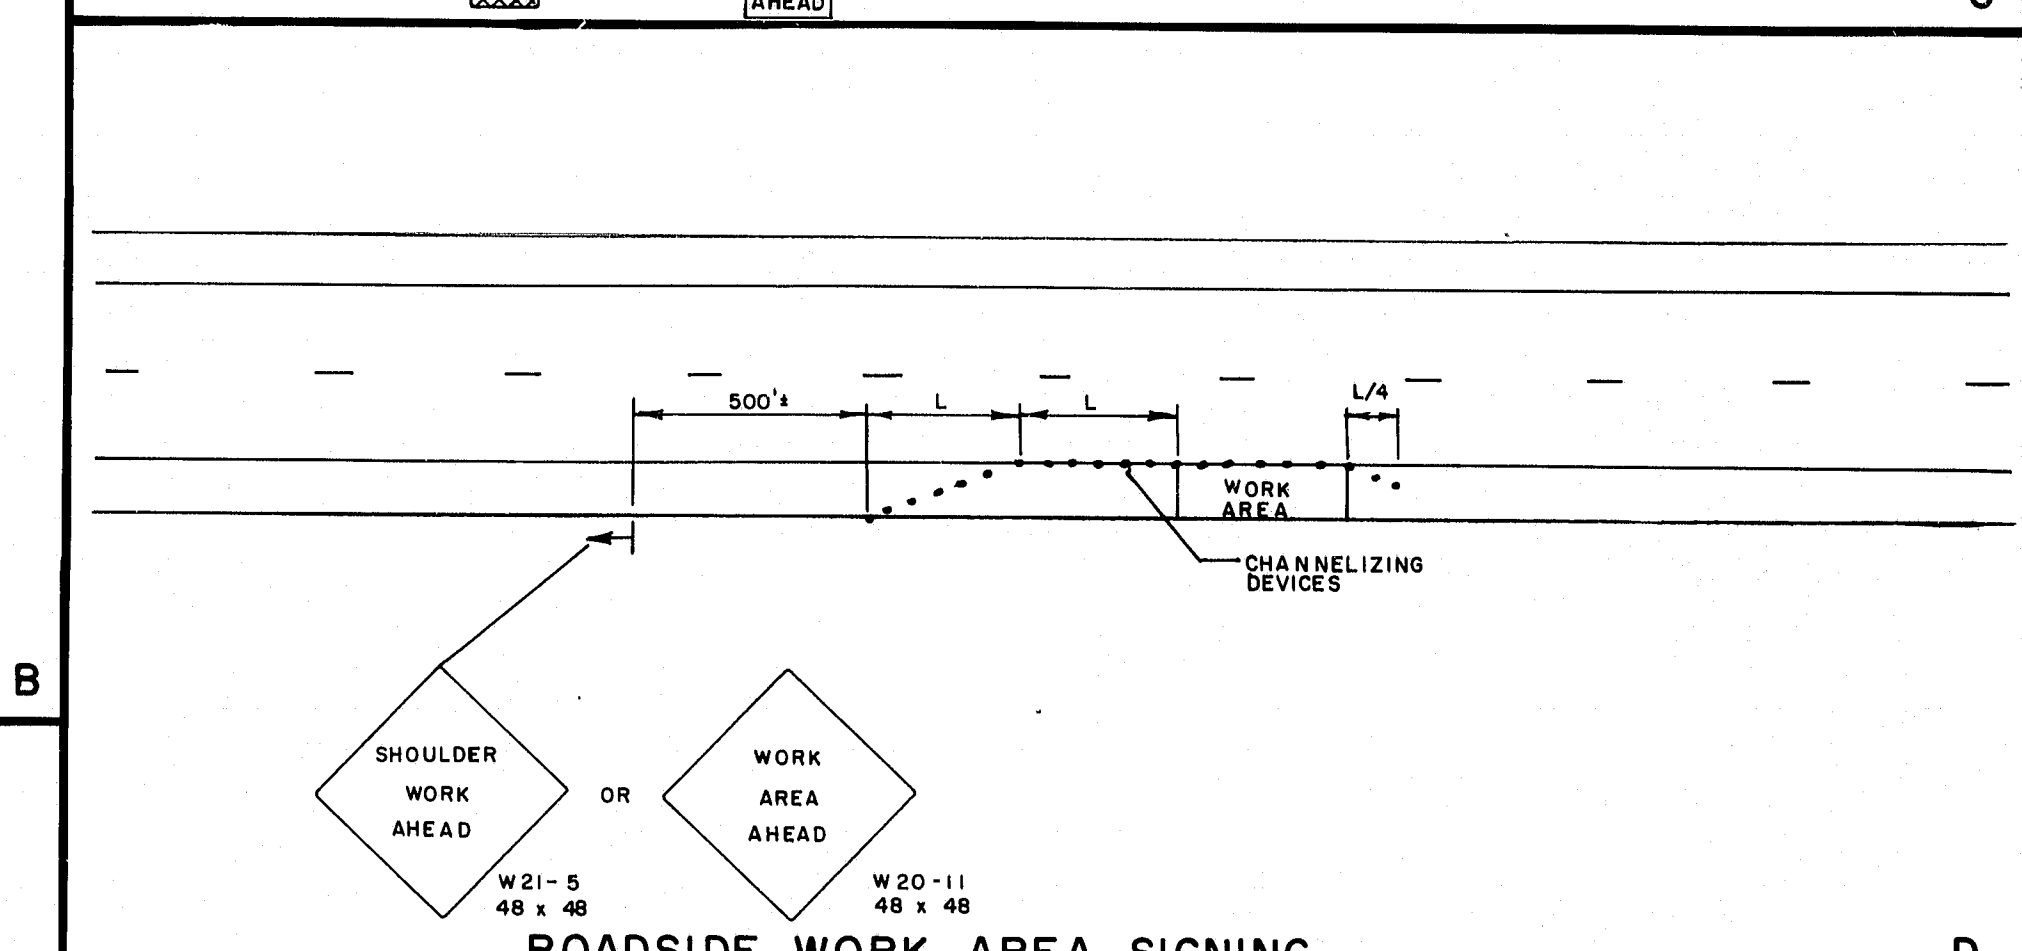 AHEAD
500'±
L
L
L/4
WORK
AREA
CHANNELIZING
DEVICES
B
SHOULDER
WORK
AHEAD
OR
WORK
AREA
AHEAD
W21-5
48 x 48
W20-11
48 x 48
ROADSIDE WORK AREA SIGNING